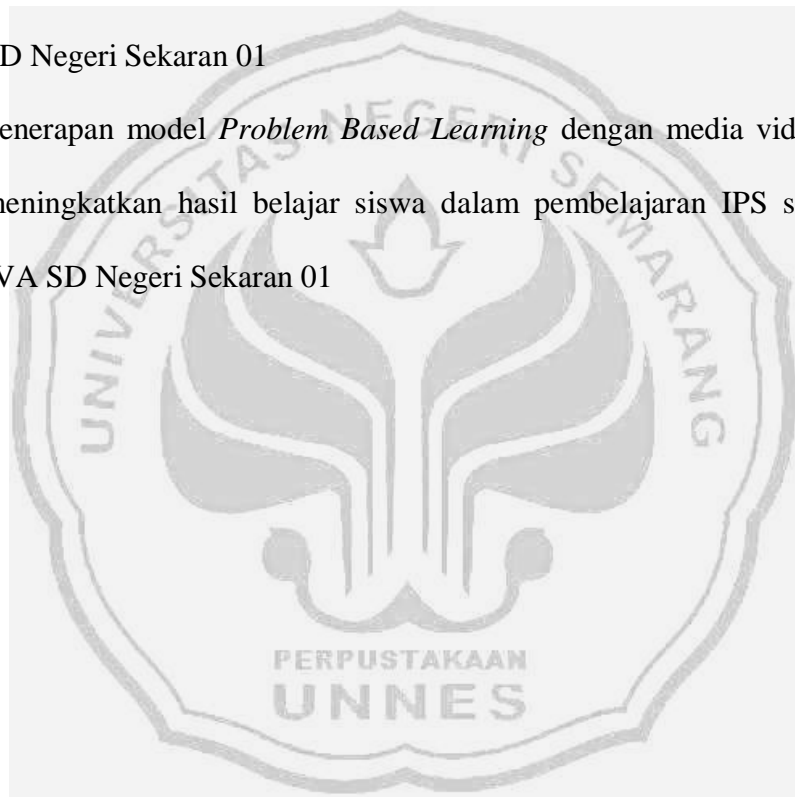 D Negeri Sekaran 01
enerapan model Problem Based Learning dengan media vid
meningkatkan hasil belajar siswa dalam pembelajaran IPS s
VA SD Negeri Sekaran 01
UNIVERSITAS NEGERI SEMARANG
PERPUSTAKAAN
UNNES